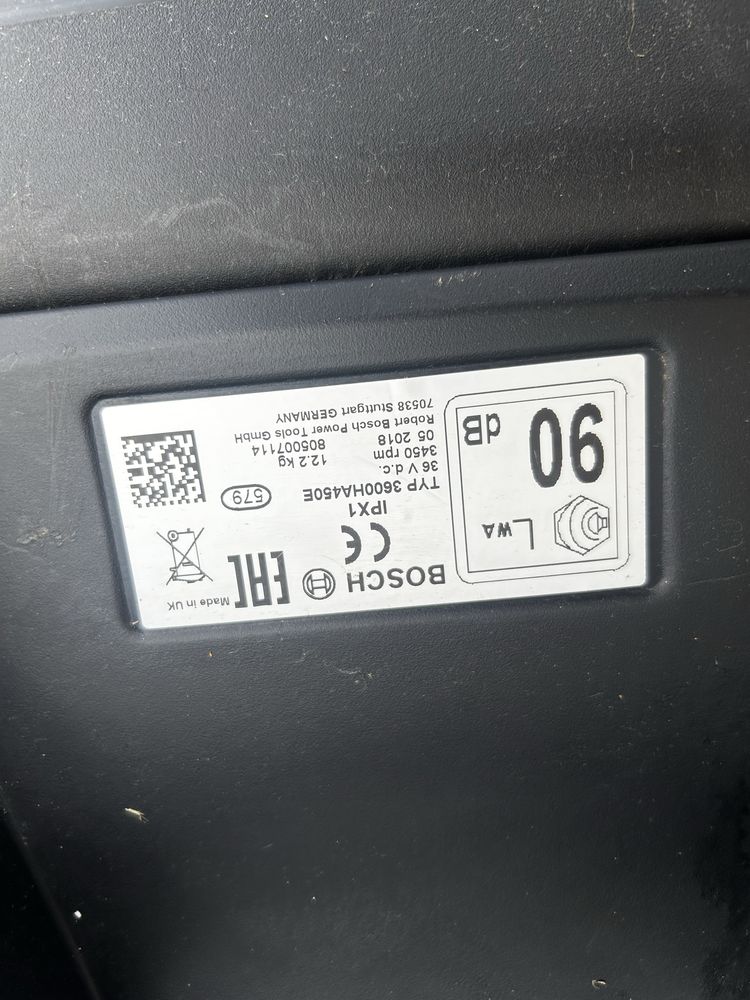 BOSCH
Made in UK
CE
EAC
IPX1
TYP 3600HA450E
579
36 V d.c.
3450 rpm 12.2 kg
05 2018 805007114
Robert Bosch Power Tools GmbH
70538 Stuttgart GERMANY
LWA
90 dB